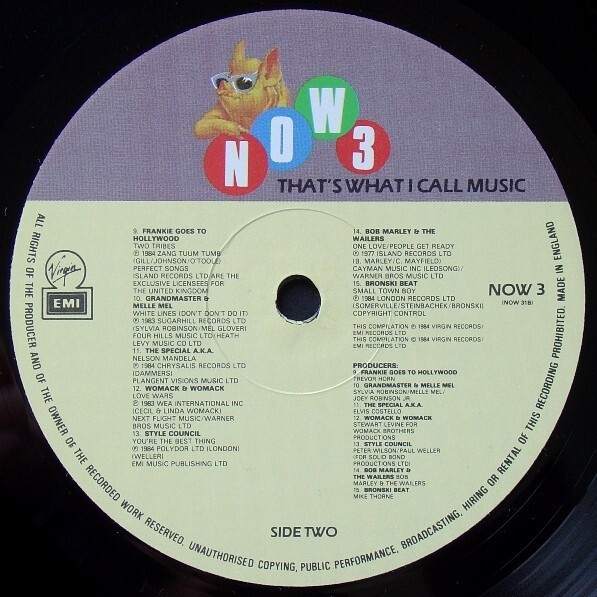 NOW 3
THAT'S WHAT I CALL MUSIC
Virgin
EMI
9. FRANKIE GOES TO
HOLLYWOOD
TWO TRIBES
℗ 1984 ZANG TUUM TUMB
(GILL/JOHNSON/O'TOOLE)
PERFECT SONGS
ISLAND RECORDS LTD ARE THE
EXCLUSIVE LICENSEES FOR
THE UNITED KINGDOM
10. GRANDMASTER &
MELLE MEL
WHITE LINES (DON'T DON'T DO IT)
℗ 1983 SUGARHILL RECORDS LTD
(SYLVIA ROBINSON/MEL GLOVER)
FOUR HILLS MUSIC LTD/HEATH
LEVY MUSIC CO LTD
11. THE SPECIAL A.K.A.
NELSON MANDELA
℗ 1984 CHRYSALIS RECORDS LTD
(DAMMERS)
PLANGENT VISIONS MUSIC LTD
12. WOMACK & WOMACK
LOVE WARS
℗ 1983 WEA INTERNATIONAL INC
(CECIL & LINDA WOMACK)
NEXT FLIGHT MUSIC/WARNER
BROS MUSIC LTD
13. STYLE COUNCIL
YOU'RE THE BEST THING
℗ 1984 POLYDOR LTD (LONDON)
(WELLER)
EMI MUSIC PUBLISHING LTD
14. BOB MARLEY & THE
WAILERS
ONE LOVE/PEOPLE GET READY
℗ 1977 ISLAND RECORDS LTD
(B. MARLEY/C. MAYFIELD)
CAYMAN MUSIC INC (LEOSONG)/
WARNER BROS MUSIC LTD
15. BRONSKI BEAT
SMALL TOWN BOY
℗ 1984 LONDON RECORDS LTD
(SOMERVILLE/STEINBACHEK/BRONSKI)
COPYRIGHT CONTROL
THIS COMPILATION ℗ 1984 VIRGIN RECORDS/
EMI RECORDS LTD
THIS COMPILATION © 1984 VIRGIN RECORDS/
EMI RECORDS LTD
PRODUCERS:
9. FRANKIE GOES TO HOLLYWOOD
TREVOR HORN
10. GRANDMASTER & MELLE MEL
SYLVIA ROBINSON/MELLE MEL/
JOEY ROBINSON JR.
11. THE SPECIAL A.K.A.
ELVIS COSTELLO
12. WOMACK & WOMACK
STEWART LEVINE FOR
WOMACK BROTHERS
PRODUCTIONS
13. STYLE COUNCIL
PETER WILSON/PAUL WELLER
(FOR SOLID BOND
PRODUCTIONS LTD)
14. BOB MARLEY &
THE WAILERS BOB
MARLEY & THE WAILERS
15. BRONSKI BEAT
MIKE THORNE
NOW 3
(NOW 31B)
SIDE TWO
ALL RIGHTS OF THE PRODUCER AND OF THE OWNER OF THE RECORDED WORK RESERVED. UNAUTHORISED COPYING, PUBLIC PERFORMANCE, BROADCASTING, HIRING OR RENTAL OF THIS RECORDING PROHIBITED. MADE IN ENGLAND